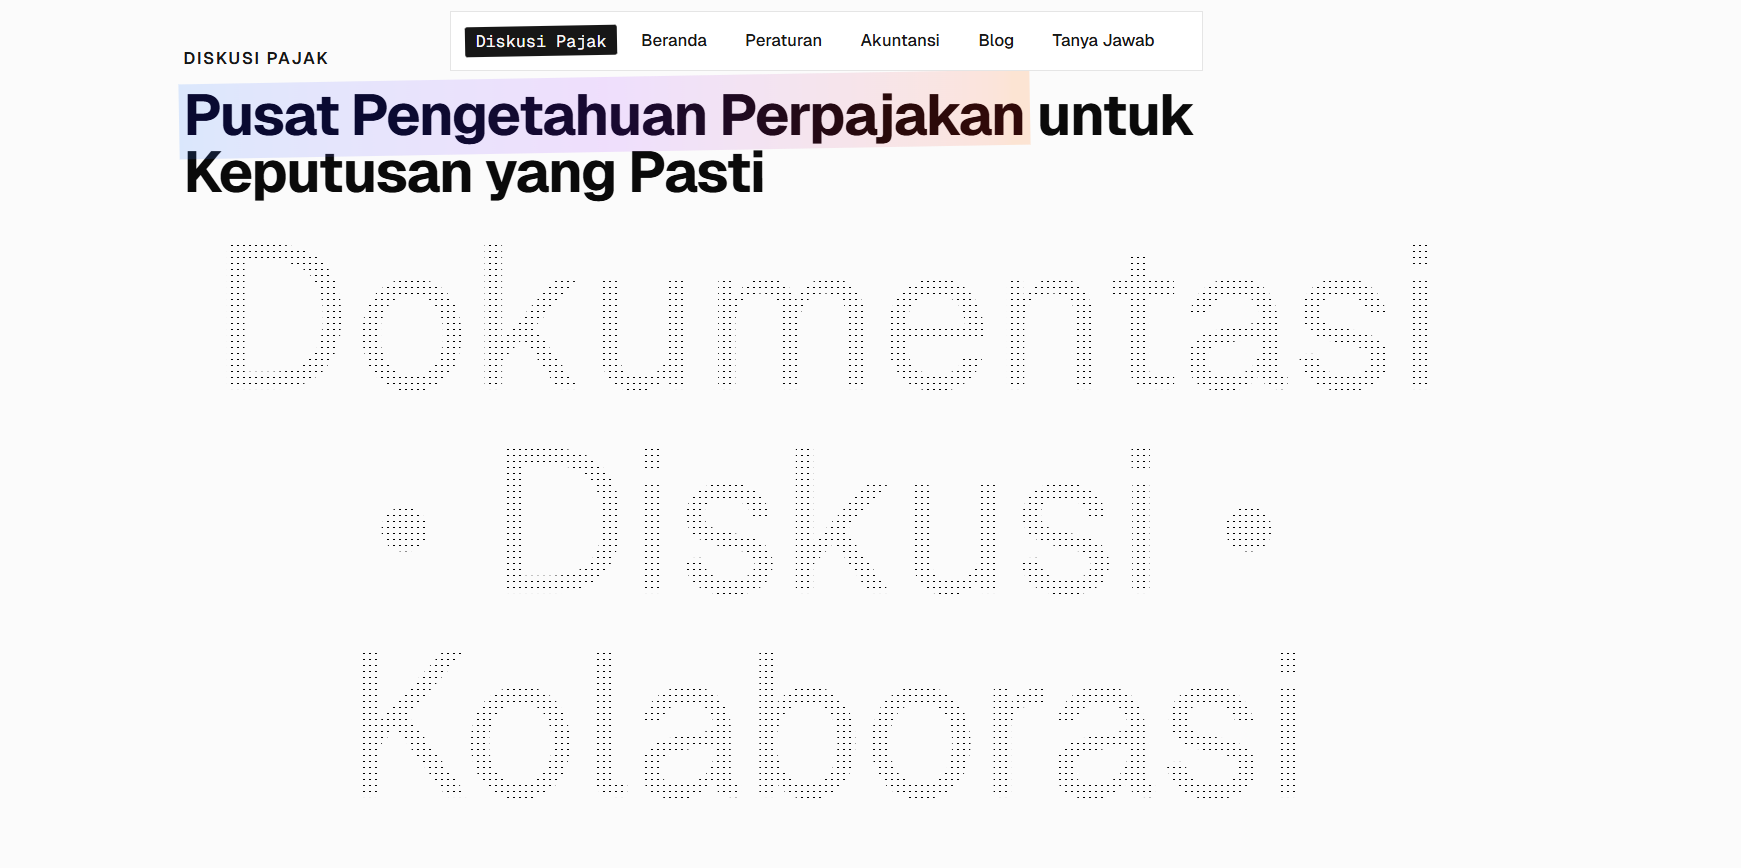 Diskusi Pajak Beranda Peraturan Akuntansi Blog Tanya Jawab
DISKUSI PAJAK
Pusat Pengetahuan Perpajakan untuk
Keputusan yang Pasti
Dokumentasi
• Diskusi •
Kolaborasi